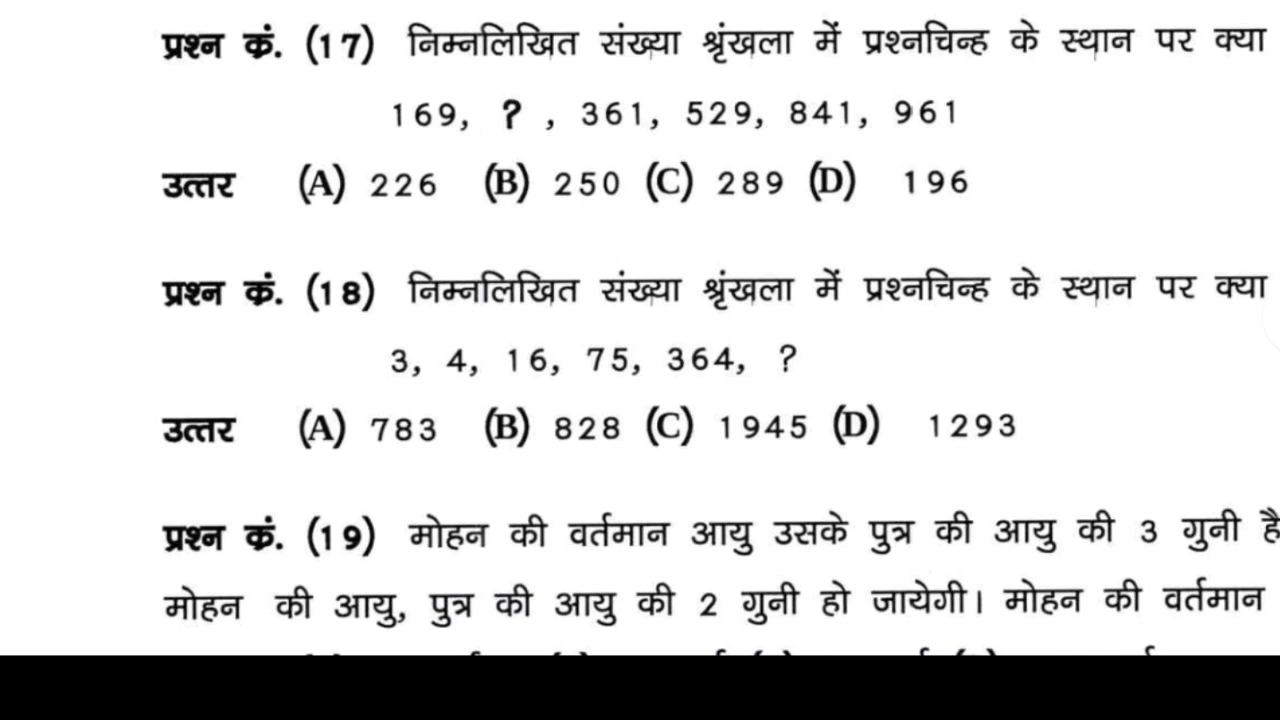 प्रश्न क्रं. (17) निम्नलिखित संख्या श्रृंखला में प्रश्नचिन्ह के स्थान पर क्या
169, ? , 361, 529, 841, 961
उत्तर (A) 226 (B) 250 (C) 289 (D) 196
प्रश्न क्रं. (18) निम्नलिखित संख्या श्रृंखला में प्रश्नचिन्ह के स्थान पर क्या
3, 4, 16, 75, 364, ?
उत्तर (A) 783 (B) 828 (C) 1945 (D) 1293
प्रश्न क्रं. (19) मोहन की वर्तमान आयु उसके पुत्र की आयु की 3 गुनी है
मोहन की आयु, पुत्र की आयु की 2 गुनी हो जायेगी। मोहन की वर्तमान